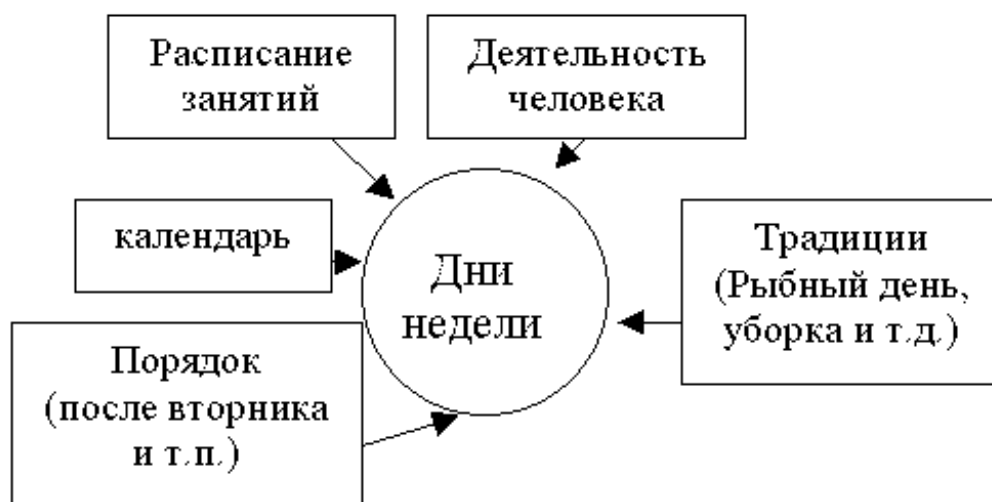 Расписание
занятий
Деятельность
человека
календарь
Традиции
(Рыбный день,
уборка и т.д.)
Дни
недели
Порядок
(после вторника
и т.п.)